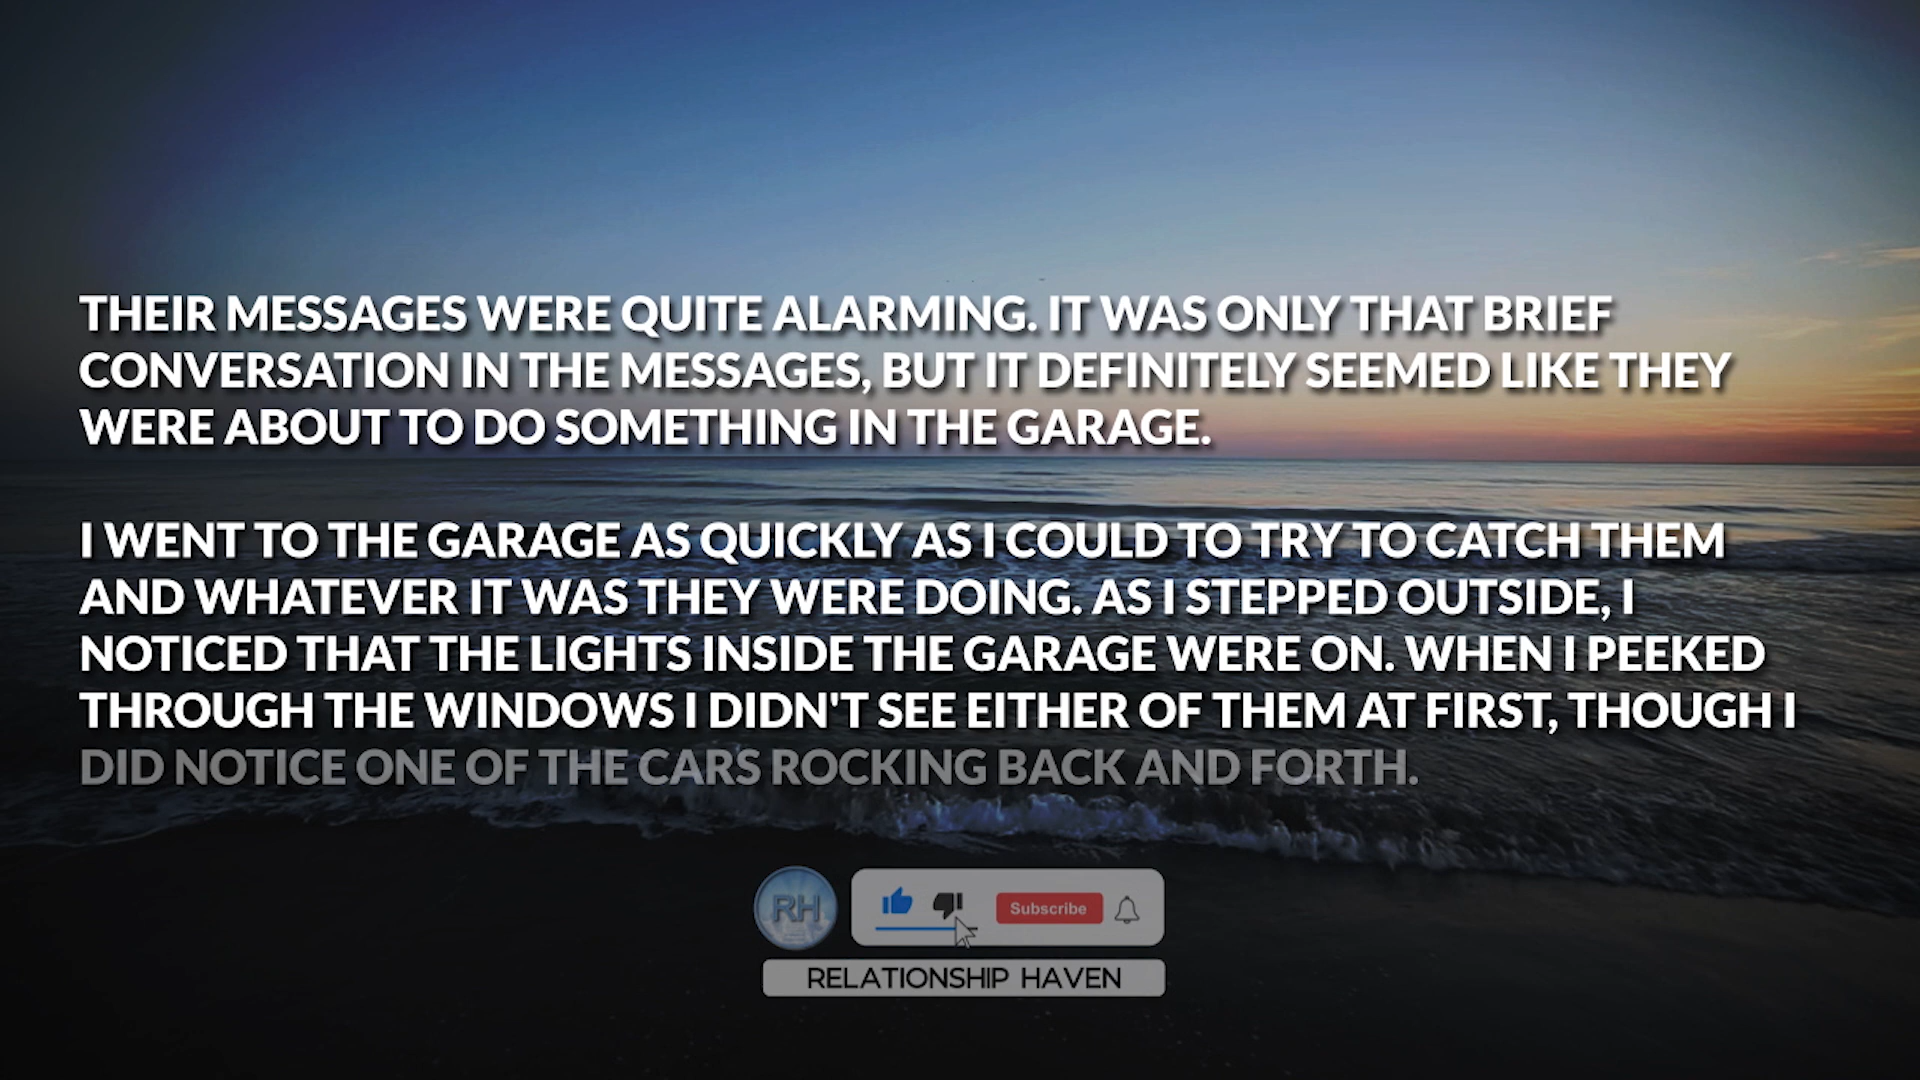 THEIR MESSAGES WERE QUITE ALARMING. IT WAS ONLY THAT BRIEF
CONVERSATION IN THE MESSAGES, BUT IT DEFINITELY SEEMED LIKE THEY
WERE ABOUT TO DO SOMETHING IN THE GARAGE.
I WENT TO THE GARAGE AS QUICKLY AS I COULD TO TRY TO CATCH THEM
AND WHATEVER IT WAS THEY WERE DOING. AS I STEPPED OUTSIDE, I
NOTICED THAT THE LIGHTS INSIDE THE GARAGE WERE ON. WHEN I PEEKED
THROUGH THE WINDOWS I DIDN'T SEE EITHER OF THEM AT FIRST, THOUGH I
DID NOTICE ONE OF THE CARS ROCKING BACK AND FORTH.
RH
Subscribe
RELATIONSHIP HAVEN